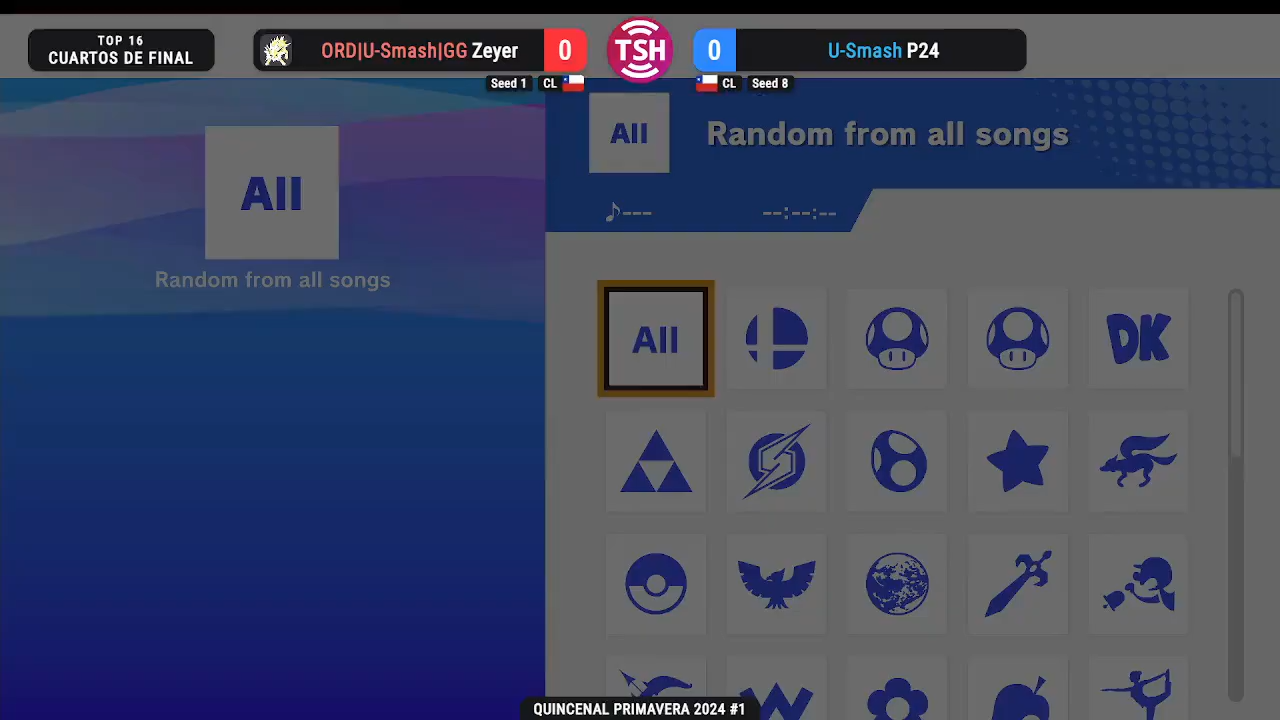 TOP 16
CUARTOS DE FINAL
ORD|U-Smash|GG Zeyer
0
TSH
0
U-Smash P24
Seed 1
CL
CL
Seed 8
All
Random from all songs
All
Random from all songs
♪---
--:--:--
All
DK
QUINCENAL PRIMAVERA 2024 #1